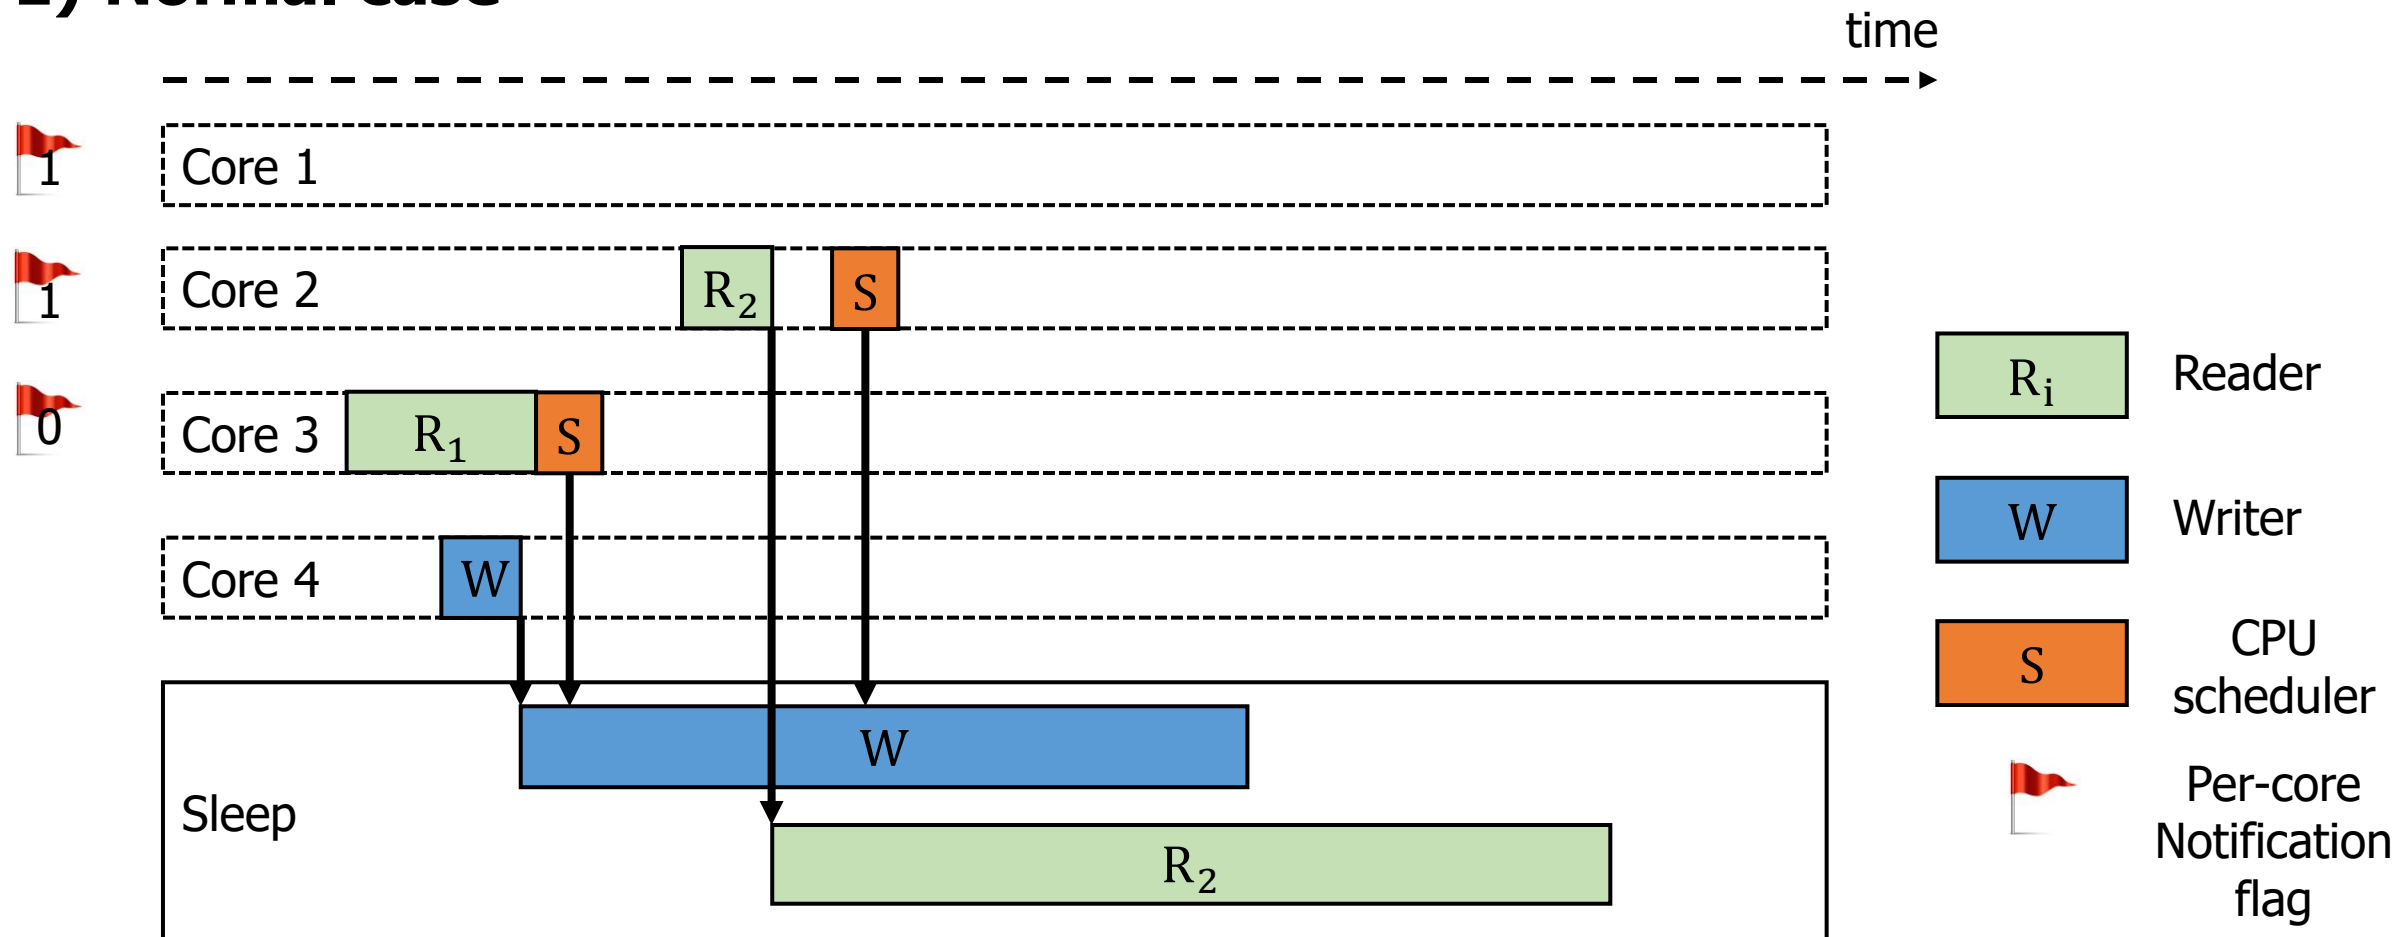 time
1
Core 1
1
Core 2
R₂
S
0
Core 3
R₁
S
Core 4
W
W
Sleep
R₂
Rᵢ
Reader
W
Writer
S
CPU
scheduler
Per-core
Notification
flag